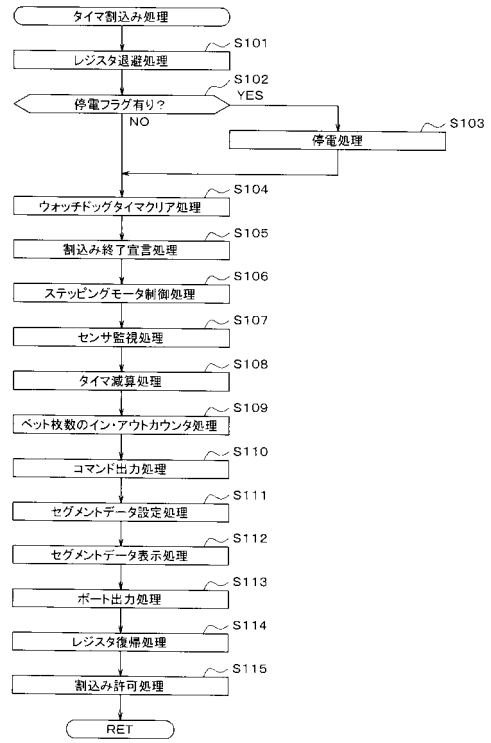 タイマ割込み処理
S101
レジスタ退避処理
S102
停電フラグ有り?
YES
NO
S103
停電処理
S104
ウォッチドッグタイマクリア処理
S105
割込み終了宣言処理
S106
ステッピングモータ制御処理
S107
センサ監視処理
S108
タイマ減算処理
S109
ベット枚数のイン・アウトカウンタ処理
S110
コマンド出力処理
S111
セグメントデータ設定処理
S112
セグメントデータ表示処理
S113
ポート出力処理
S114
レジスタ復帰処理
S115
割込み許可処理
RET